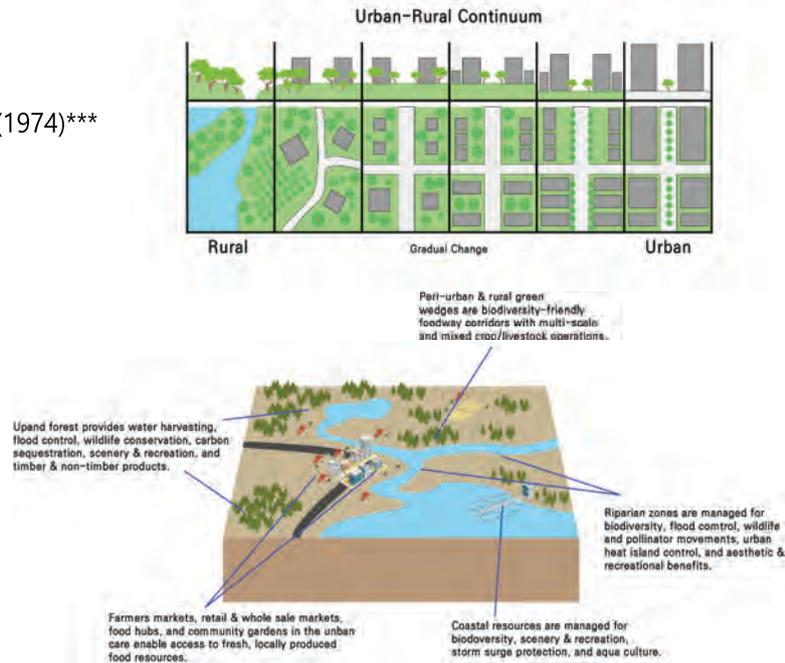 Urban-Rural Continuum
(1974)***
Rural
Gradual Change
Urban
Peri-urban & rural green
wedges are biodiversity-friendly
foodway corridors with multi-scale
and mixed crop/livestock operations.
Upand forest provides water harvesting,
flood control, wildlife conservation, carbon
sequestration, scenery & recreation, and
timber & non-timber products.
Riparian zones are managed for
biodiversity, flood comtrol, wildlife
and pollinator movements, urban
heat island control, and aesthetic &
recreational benefits.
Farmers markets, retail & whole sale markets,
food hubs, and community gardens in the unban
care enable access to fresh, locally produced
food resources.
Coastal resources are managed for
biodoversity, scenery & recreation,
storm surge protection, and aqua culture.